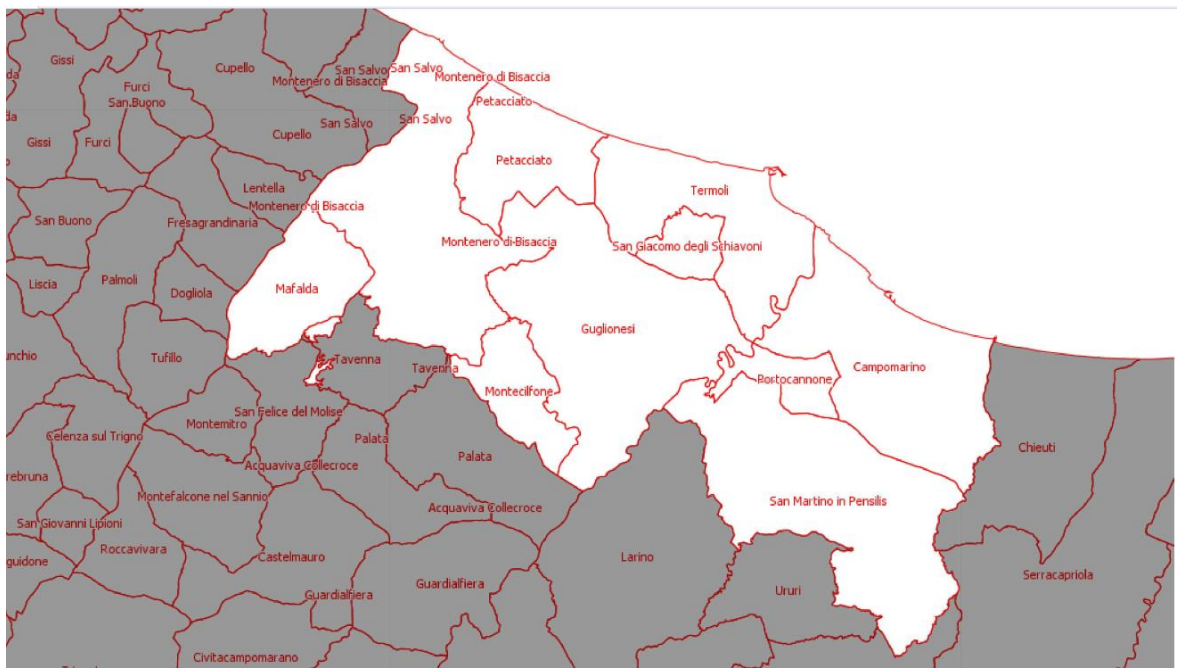 Gissi
Cupello
San Salvo
San Salvo
Montenero di Bisaccia
Montenero di Bisaccia
Furci
San Buono
Petacciato
da
San Salvo
San Salvo
Cupello
Gissi
Furci
Petacciato
Lentella
Termoli
Montenero di Bisaccia
San Buono
Fresagrandinaria
Montenero di Bisaccia
San Giacomo degli Schiavoni
Liscia
Palmoli
Dogliola
Mafalda
Guglionesi
unchio
Tufillo
Tavenna
Tavenna
Campomarino
Portocannone
Montecilfone
San Felice del Molise
Montemitro
Celenza sul Trigno
Palata
Chieuti
Palata
Acquaviva Collecroce
rebruna
Montefalcone nel Sannio
San Martino in Pensilis
Acquaviva Collecroce
San Giovanni Lipioni
Roccavivara
guidone
Castelmauro
Larino
Serracapriola
Guardialfiera
Ururi
Guardialfiera
Civitacampomarano